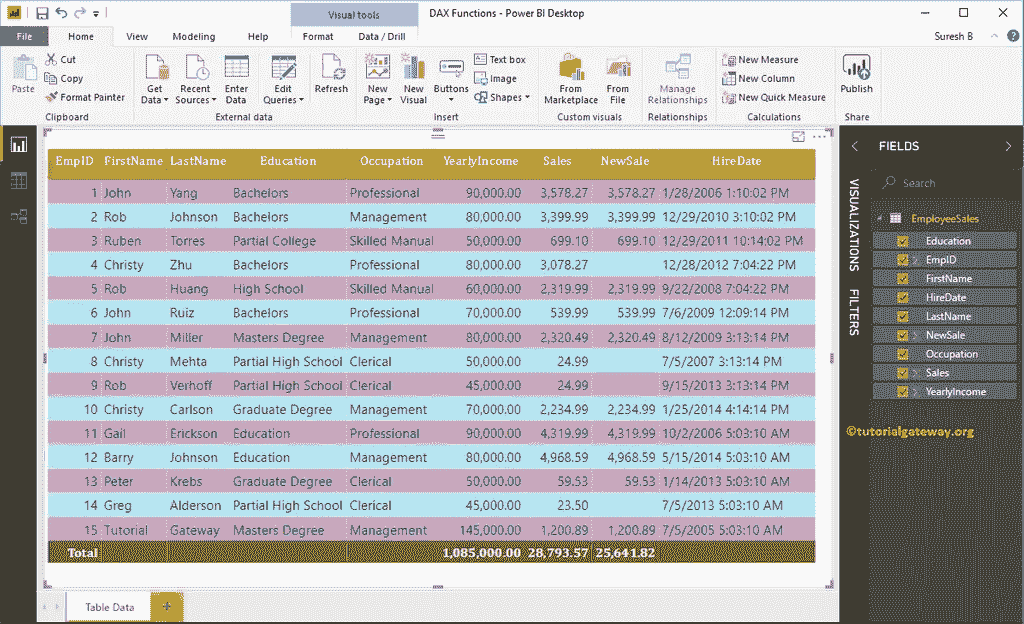 Visual tools DAX Functions - Power BI Desktop
File Home View Modeling Help Format Data / Drill Suresh B
Paste Cut Copy Format Painter Get Data Recent Sources Enter Data Edit Queries Refresh New Page New Visual Buttons Text box Image Shapes From Marketplace From File Manage Relationships New Measure New Column New Quick Measure Publish
Clipboard External data Insert Custom visuals Relationships Calculations Share
EmpID FirstName LastName Education Occupation YearlyIncome Sales NewSale HireDate
1 John Yang Bachelors Professional 90,000.00 3,578.27 3,578.27 1/28/2006 1:10:02 PM
2 Rob Johnson Bachelors Management 80,000.00 3,399.99 3,399.99 12/29/2010 3:10:02 PM
3 Ruben Torres Partial College Skilled Manual 50,000.00 699.10 699.10 12/29/2011 10:14:02 PM
4 Christy Zhu Bachelors Professional 80,000.00 3,078.27 12/28/2012 7:04:22 PM
5 Rob Huang High School Skilled Manual 60,000.00 2,319.99 2,319.99 9/22/2008 7:04:22 PM
6 John Ruiz Bachelors Professional 70,000.00 539.99 539.99 7/6/2009 12:09:14 PM
7 John Miller Masters Degree Management 80,000.00 2,320.49 2,320.49 8/12/2009 3:13:14 PM
8 Christy Mehta Partial High School Clerical 50,000.00 24.99 7/5/2007 3:13:14 PM
9 Rob Verhoff Partial High School Clerical 45,000.00 24.99 9/15/2013 3:13:14 PM
10 Christy Carlson Graduate Degree Management 70,000.00 2,234.99 2,234.99 1/25/2014 4:14:14 PM
11 Gail Erickson Education Professional 90,000.00 4,319.99 4,319.99 10/2/2006 5:03:10 AM
12 Barry Johnson Education Management 80,000.00 4,968.59 4,968.59 5/15/2014 5:03:10 AM
13 Peter Krebs Graduate Degree Clerical 50,000.00 59.53 59.53 1/14/2013 5:03:10 AM
14 Greg Alderson Partial High School Clerical 45,000.00 23.50 7/5/2013 5:03:10 AM
15 Tutorial Gateway Masters Degree Management 145,000.00 1,200.89 1,200.89 7/5/2005 5:03:10 AM
Total 1,085,000.00 28,793.57 25,641.82
Table Data
VISUALIZATIONS
FILTERS
FIELDS
Search
EmployeeSales
Education
EmpID
FirstName
HireDate
LastName
NewSale
Occupation
Sales
YearlyIncome
©tutorialgateway.org